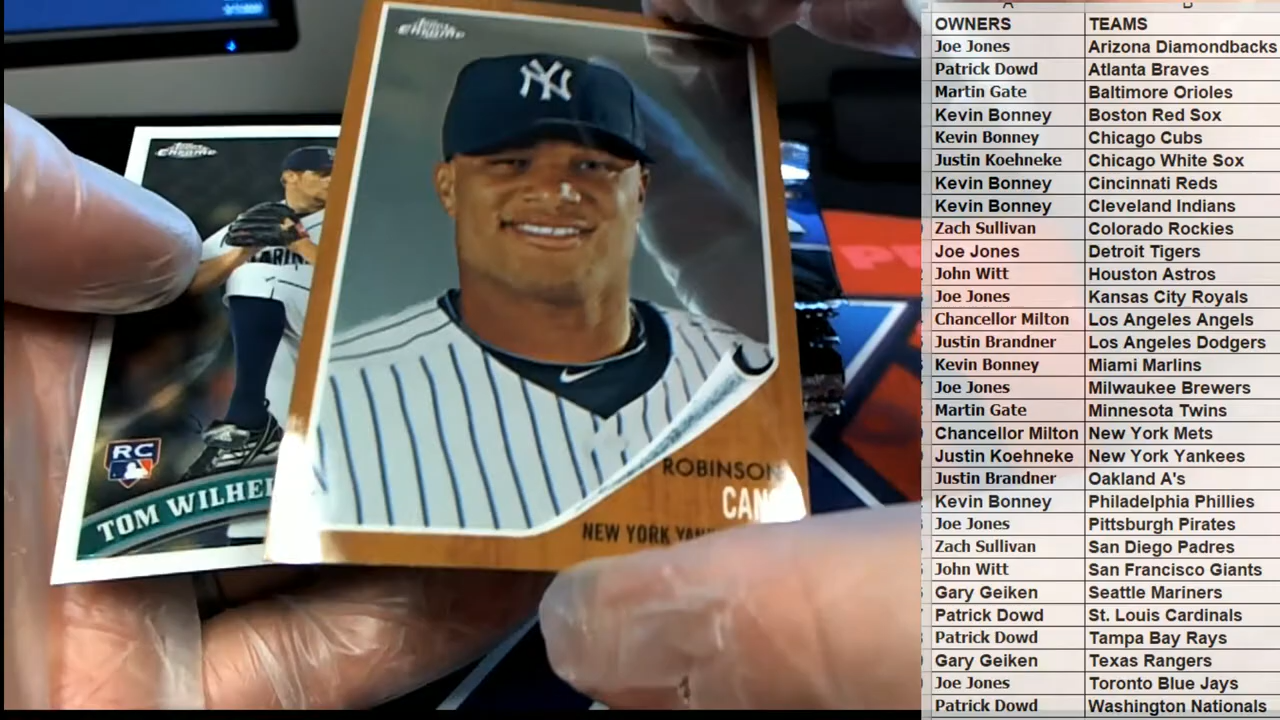 Topps Chrome
NY
ROBINSON
NEW YORK
Topps Chrome
RC
TOM
OWNERS TEAMS
Joe Jones Arizona Diamondbacks
Patrick Dowd Atlanta Braves
Martin Gate Baltimore Orioles
Kevin Bonney Boston Red Sox
Kevin Bonney Chicago Cubs
Justin Koehneke Chicago White Sox
Kevin Bonney Cincinnati Reds
Kevin Bonney Cleveland Indians
Zach Sullivan Colorado Rockies
Joe Jones Detroit Tigers
John Witt Houston Astros
Joe Jones Kansas City Royals
Chancellor Milton Los Angeles Angels
Justin Brandner Los Angeles Dodgers
Kevin Bonney Miami Marlins
Joe Jones Milwaukee Brewers
Martin Gate Minnesota Twins
Chancellor Milton New York Mets
Justin Koehneke New York Yankees
Justin Brandner Oakland A's
Kevin Bonney Philadelphia Phillies
Joe Jones Pittsburgh Pirates
Zach Sullivan San Diego Padres
John Witt San Francisco Giants
Gary Geiken Seattle Mariners
Patrick Dowd St. Louis Cardinals
Patrick Dowd Tampa Bay Rays
Gary Geiken Texas Rangers
Joe Jones Toronto Blue Jays
Patrick Dowd Washington Nationals